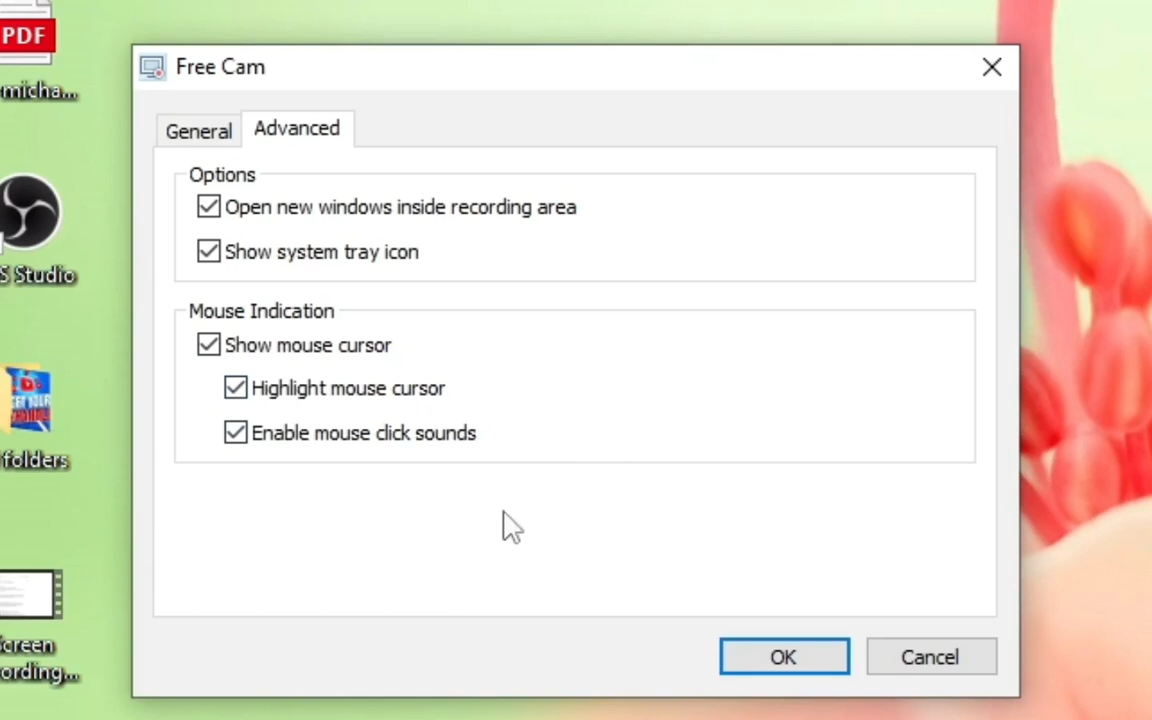 PDF
micha...
Free Cam
General
Advanced
Options
Open new windows inside recording area
Show system tray icon
S Studio
Mouse Indication
Show mouse cursor
Highlight mouse cursor
Enable mouse click sounds
folders
creen
ording...
OK
Cancel